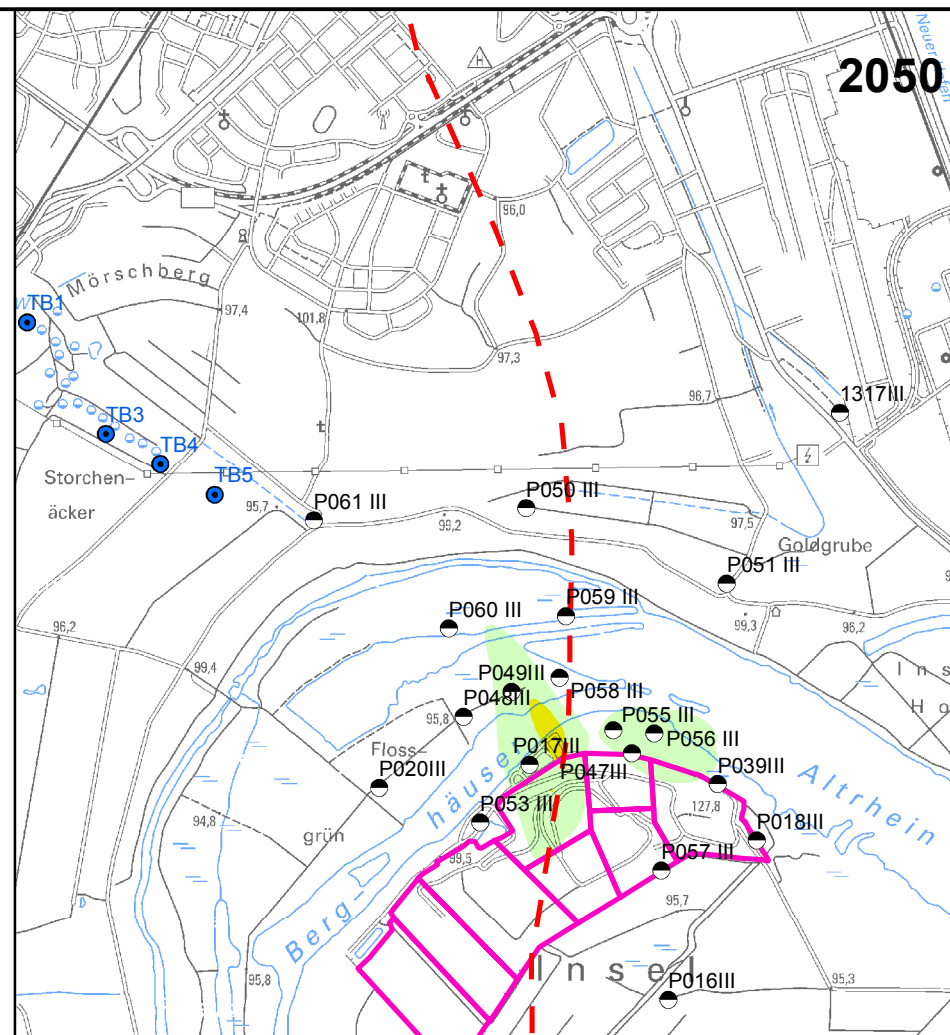 Neuer
2050
H
96,0
Mörschberg
97,4
101,8
W
TB1
97,3
96,7
1317III
TB3
TB4
TB5
Storchen-
äcker
95,7
P061 III
99,2
P050 III
97,5
Goldgrube
P051 III
P059 III
P060 III
99,3
96,2
96,2
99,4
I n s
H o
P049III
P058 III
P048III
95,8
P055 III
P056 III
Floss-
P017III
P047III
P020III
P039III
Altrhein
häuser
P053 III
127,8
94,8
grün
P018III
99,5
P057 III
95,7
Berg-
Insel
95,8
P016III
95,3